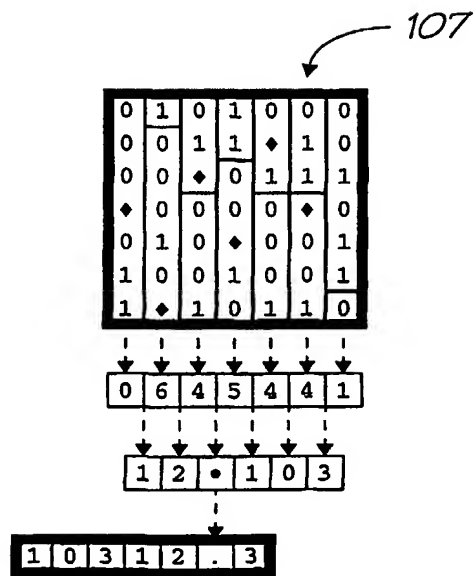 107
0 1 0 1 0 0 0
0 0 1 1 ♦ 1 0
0 0 ♦ 0 1 1 1
♦ 0 0 0 0 ♦ 0
0 1 0 ♦ 0 0 1
1 0 0 1 0 0 1
1 ♦ 1 0 1 1 0
0 6 4 5 4 4 1
1 2 • 1 0 3
1 0 3 1 2 . 3